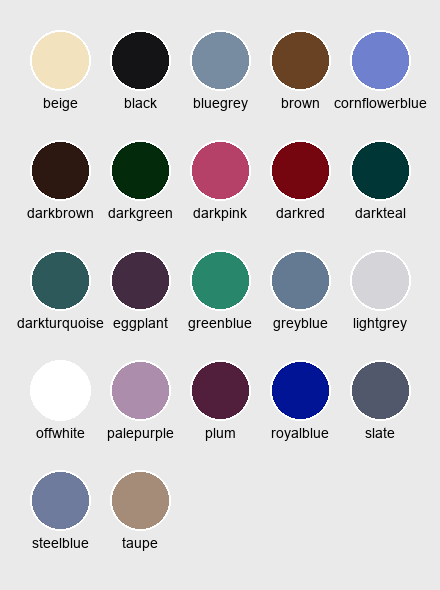 beige black bluegrey brown cornflowerblue
darkbrown darkgreen darkpink darkred darkteal
darkturquoise eggplant greenblue greyblue lightgrey
offwhite palepurple plum royalblue slate
steelblue taupe